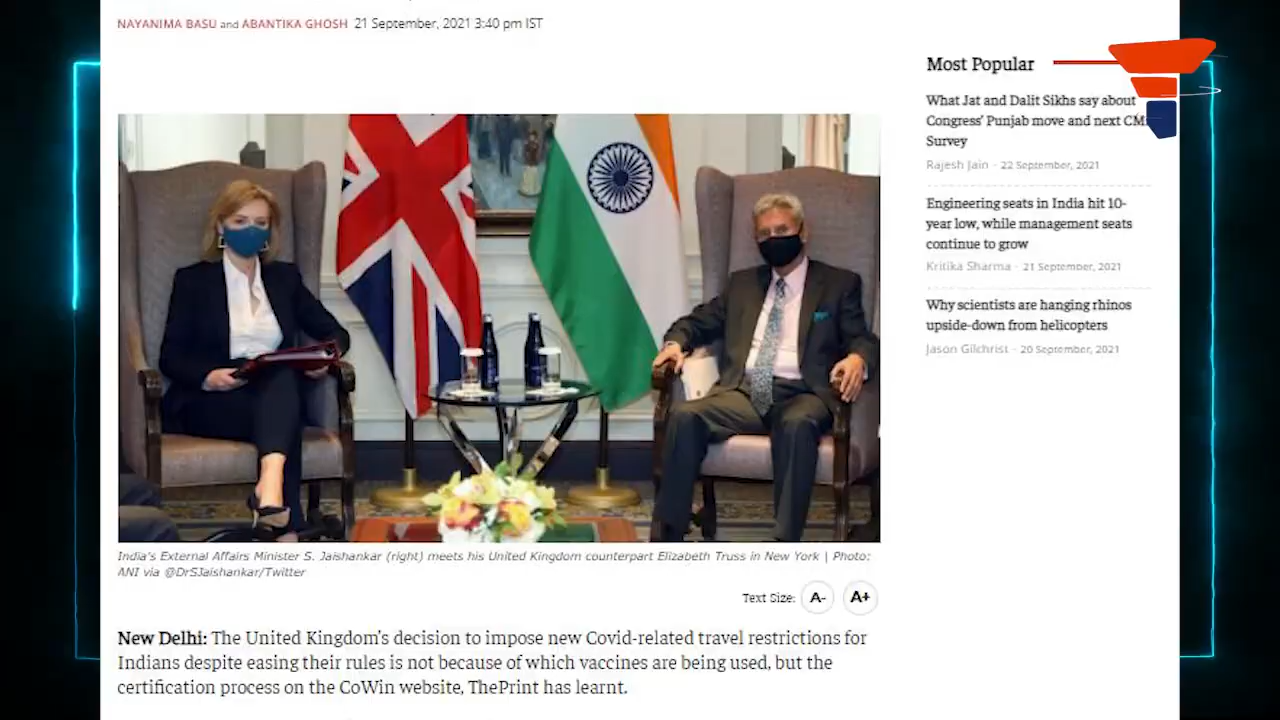 NAYANIMA BASU and ABANTIKA GHOSH 21 September, 2021 3:40 pm IST
India's External Affairs Minister S. Jaishankar (right) meets his United Kingdom counterpart Elizabeth Truss in New York | Photo:
ANI via @DrSJaishankar/Twitter
Text Size: A- A+
New Delhi: The United Kingdom's decision to impose new Covid-related travel restrictions for
Indians despite easing their rules is not because of which vaccines are being used, but the
certification process on the CoWin website, ThePrint has learnt.
Most Popular
What Jat and Dalit Sikhs say about
Congress' Punjab move and next CM:
Survey
Rajesh Jain - 22 September, 2021
Engineering seats in India hit 10-
year low, while management seats
continue to grow
Kritika Sharma - 21 September, 2021
Why scientists are hanging rhinos
upside-down from helicopters
Jason Gilchrist - 20 September, 2021